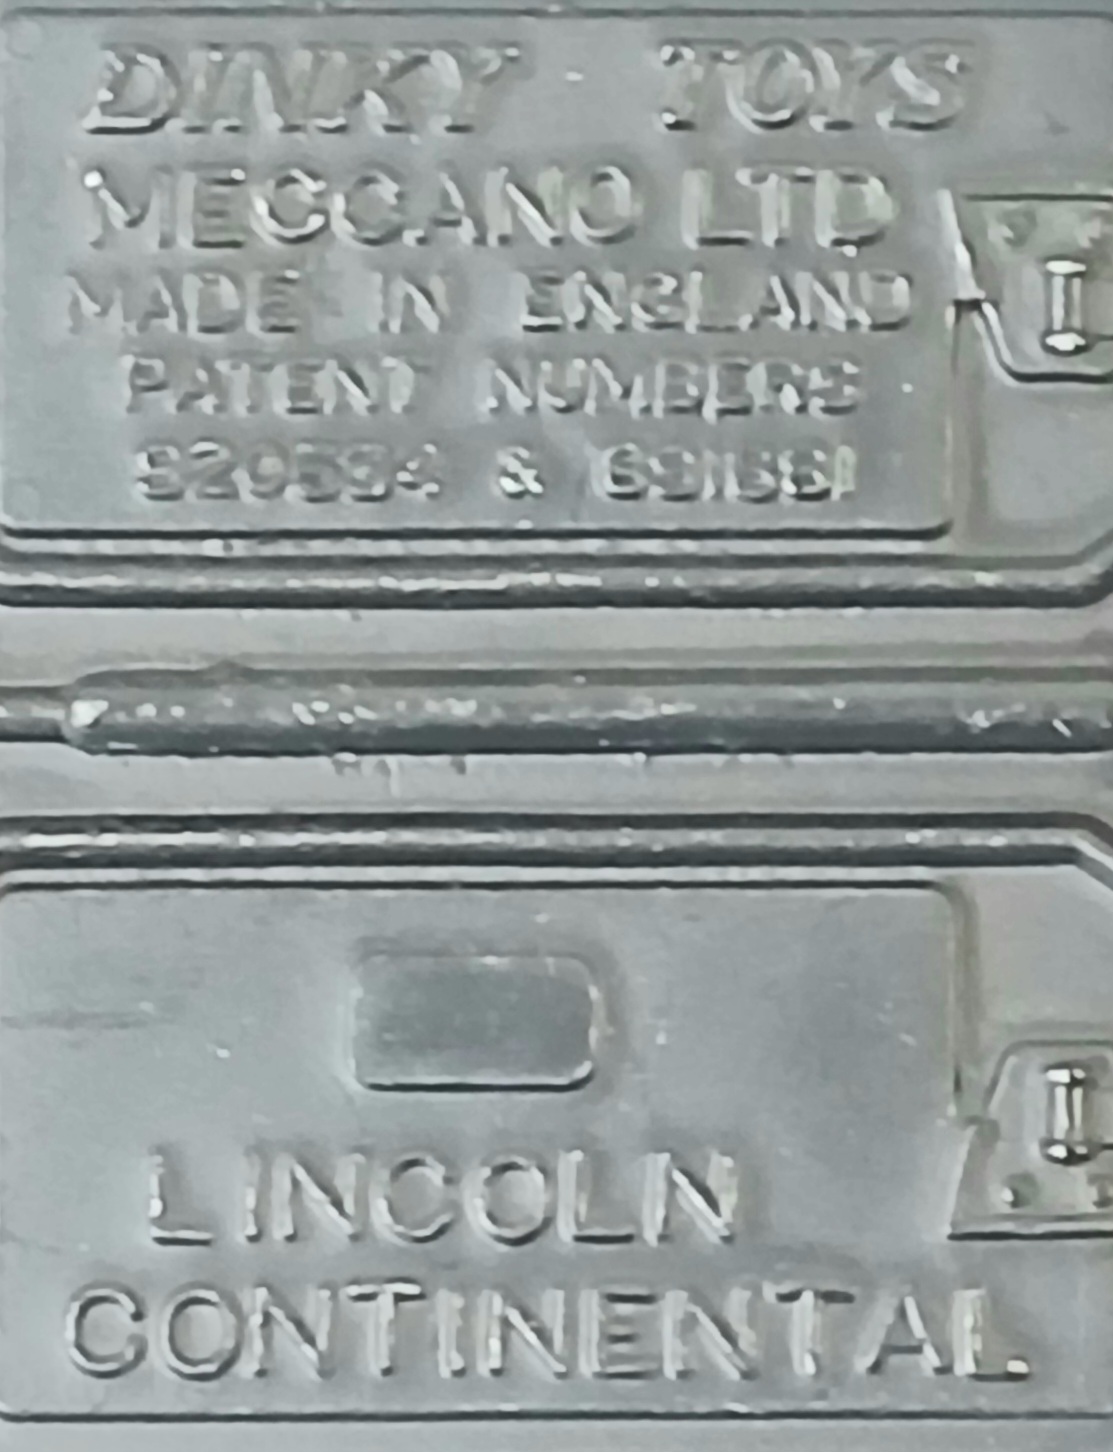 DINKY TOYS
MECCANO LTD
MADE IN ENGLAND
PATENT NUMBERS
&
LINCOLN
CONTINENTAL